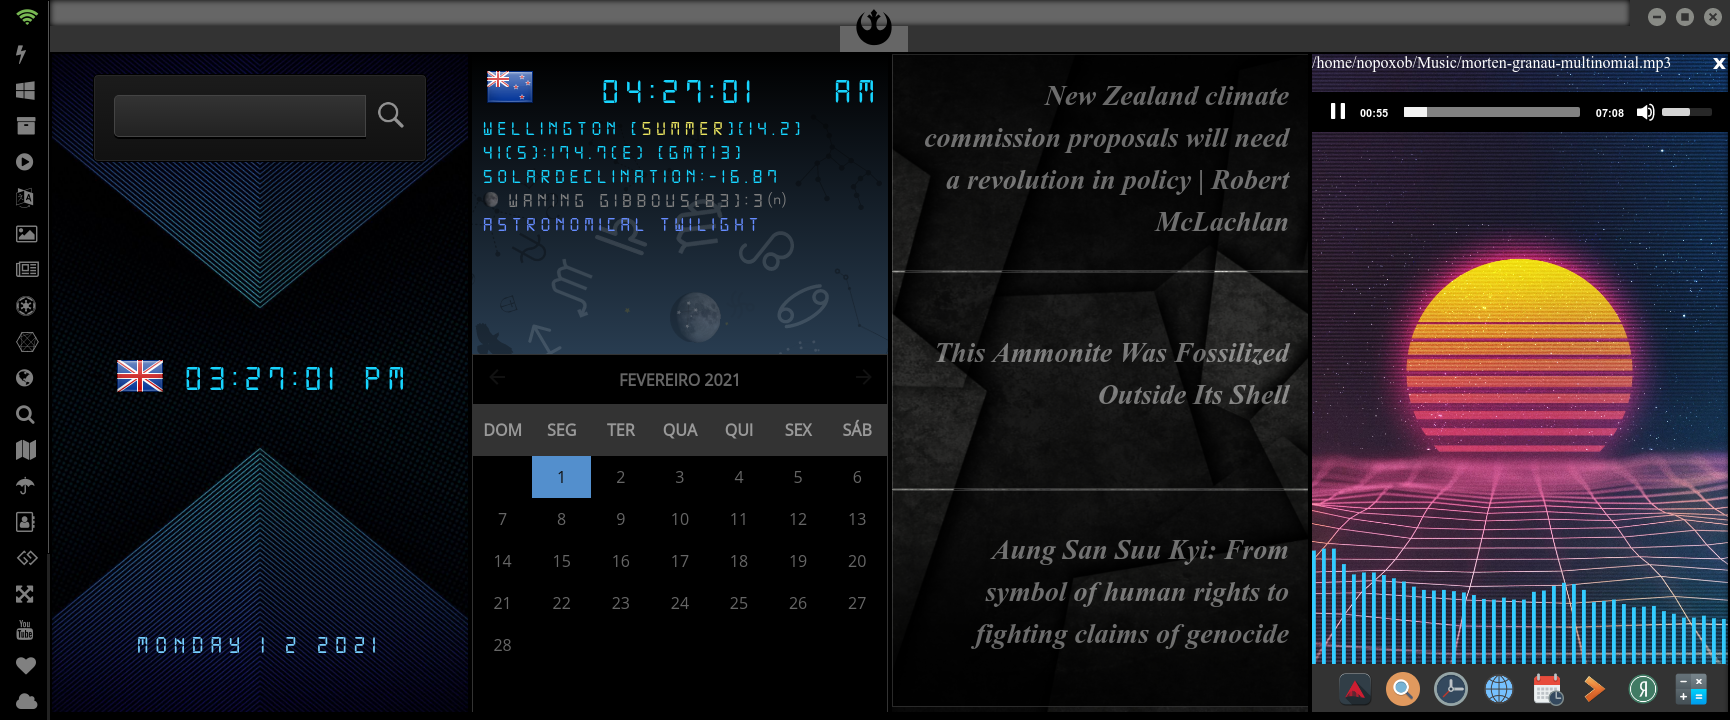 03:27:01 PM
MONDAY 1 2 2021
04:27:01 AM
WELLINGTON [SUMMER][14.2]
41(S):174.7(E) [GMT13]
SOLARDECLINATION:-16.87
WANING GIBBOUS[83]:3(n)
ASTRONOMICAL TWILIGHT
FEVEREIRO 2021
DOM SEG TER QUA QUI SEX SÁB
1 2 3 4 5 6
7 8 9 10 11 12 13
14 15 16 17 18 19 20
21 22 23 24 25 26 27
28
New Zealand climate
commission proposals will need
a revolution in policy | Robert
McLachlan
This Ammonite Was Fossilized
Outside Its Shell
Aung San Suu Kyi: From
symbol of human rights to
fighting claims of genocide
/home/nopoxob/Music/morten-granau-multinomial.mp3 x
00:55 07:08
You
Tube
Я